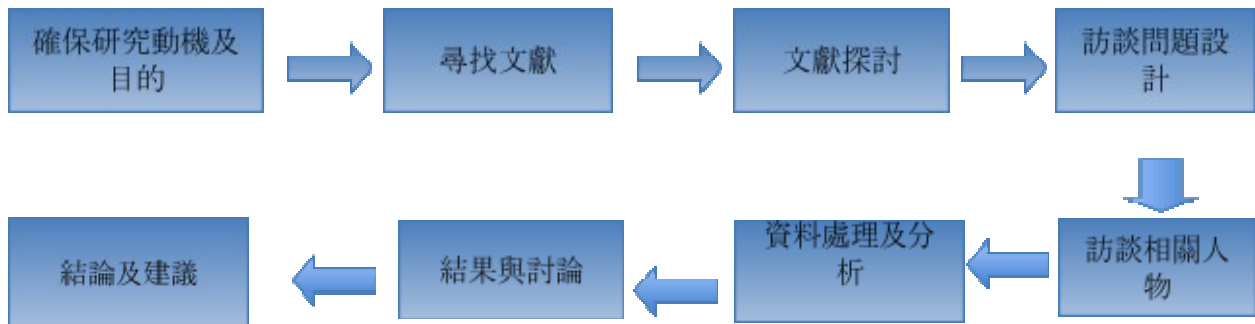 確保研究動機及
目的
尋找文獻
文獻探討
訪談問題設
計
訪談相關人
物
資料處理及分
析
結果與討論
結論及建議